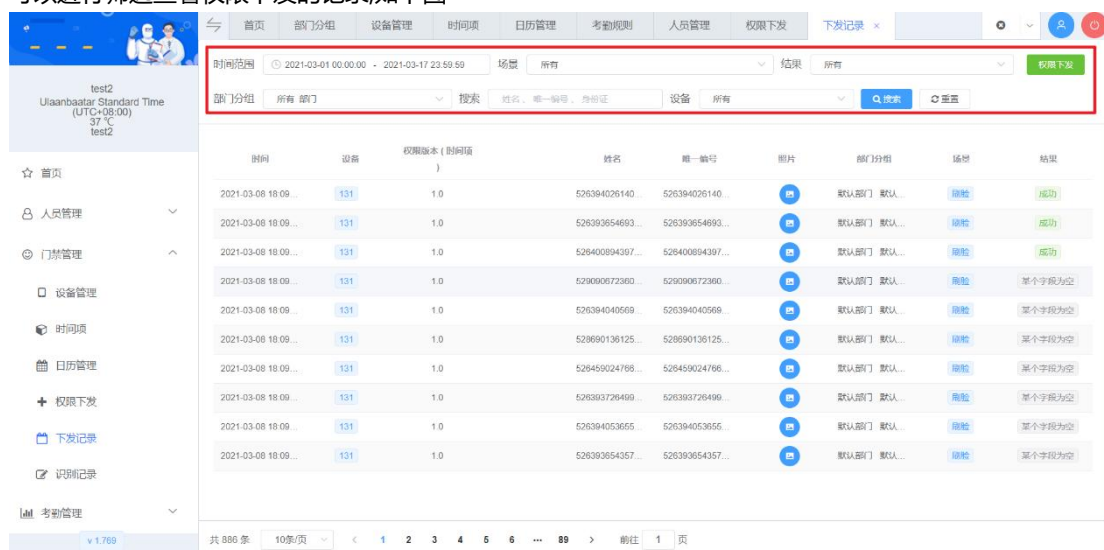 可以进行筛选查看权限下发的记录,如下图
首页 部门分组 设备管理 时间项 日历管理 考勤规则 人员管理 权限下发 下发记录 ×
test2
Ulaanbaatar Standard Time
(UTC+08:00)
37 ℃
test2
时间范围 2021-03-01 00:00:00 - 2021-03-17 23:59:59 场景 所有 结果 所有 权限下发
部门分组 所有 部门 搜索 姓名、唯一编号、身份证 设备 所有 搜索 重置
首页
人员管理
门禁管理
设备管理
时间项
日历管理
权限下发
下发记录
识别记录
考勤管理
v 1.769
时间 设备 权限版本 ( 时间项 ) 姓名 唯一编号 照片 部门分组 场景 结果
2021-03-08 18:09... 131 1.0 526394026140... 526394026140... 默认部门 默认... 刷脸 成功
2021-03-08 18:09... 131 1.0 526393654693... 526393654693... 默认部门 默认... 刷脸 成功
2021-03-08 18:09... 131 1.0 526400894397... 526400894397... 默认部门 默认... 刷脸 成功
2021-03-08 18:09... 131 1.0 529090672360... 529090672360... 默认部门 默认... 刷脸 某个字段为空
2021-03-08 18:09... 131 1.0 526394040569... 526394040569... 默认部门 默认... 刷脸 某个字段为空
2021-03-08 18:09... 131 1.0 528690136125... 528690136125... 默认部门 默认... 刷脸 某个字段为空
2021-03-08 18:09... 131 1.0 526459024766... 526459024766... 默认部门 默认... 刷脸 某个字段为空
2021-03-08 18:09... 131 1.0 526393726499... 526393726499... 默认部门 默认... 刷脸 某个字段为空
2021-03-08 18:09... 131 1.0 526394053655... 526394053655... 默认部门 默认... 刷脸 某个字段为空
2021-03-08 18:09... 131 1.0 526393654357... 526393654357... 默认部门 默认... 刷脸 某个字段为空
共 886 条 10条/页 < 1 2 3 4 5 6 ... 89 > 前往 1 页